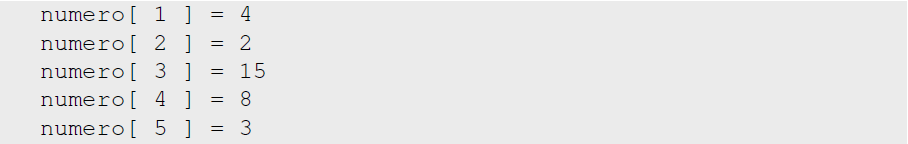 numero[ 1 ] = 4
numero[ 2 ] = 2
numero[ 3 ] = 15
numero[ 4 ] = 8
numero[ 5 ] = 3